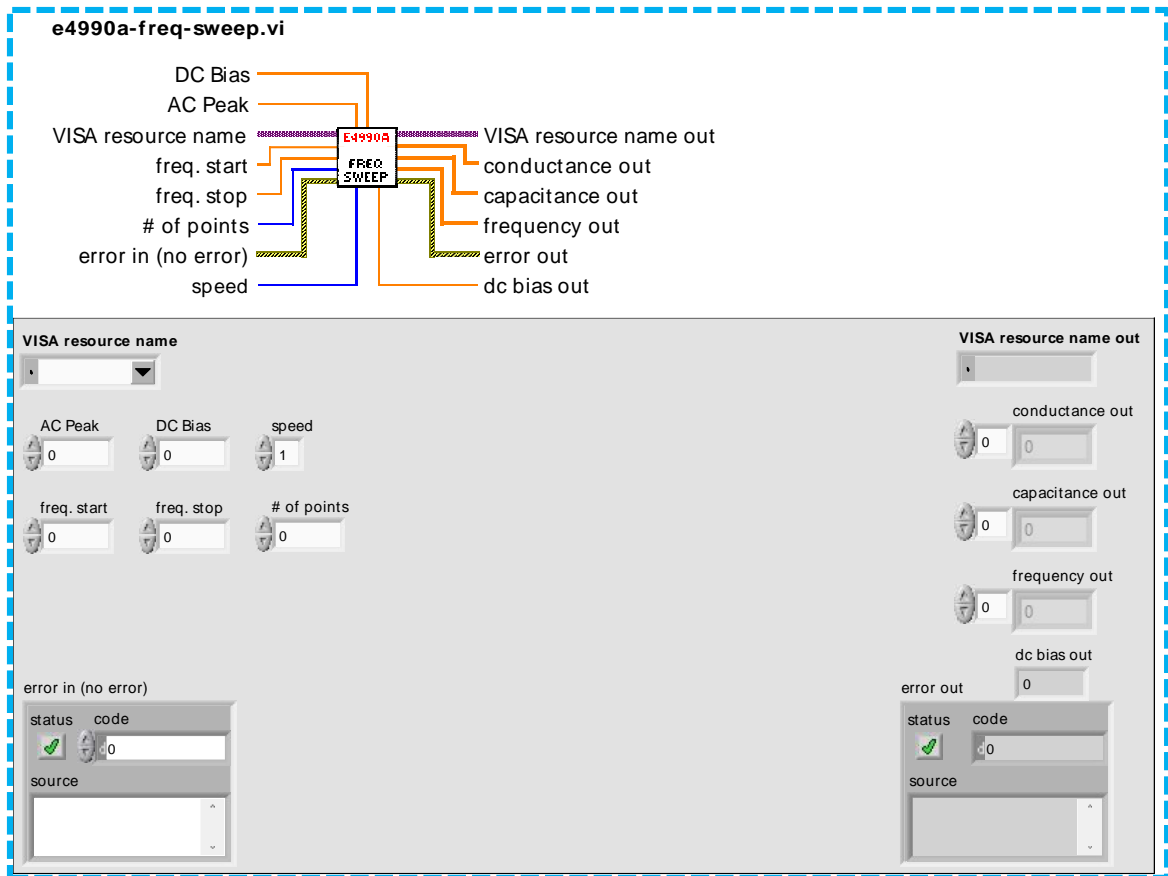 e4990a-freq-sweep.vi
DC Bias
AC Peak
VISA resource name
freq. start
freq. stop
# of points
error in (no error)
speed
E4990A
FREQ
SWEEP
VISA resource name out
conductance out
capacitance out
frequency out
error out
dc bias out
VISA resource name
VISA resource name out
AC Peak
0
DC Bias
0
speed
1
conductance out
0
0
freq. start
0
freq. stop
0
# of points
0
capacitance out
0
0
frequency out
0
0
dc bias out
0
error in (no error)
status
code
d0
source
error out
status
code
d0
source